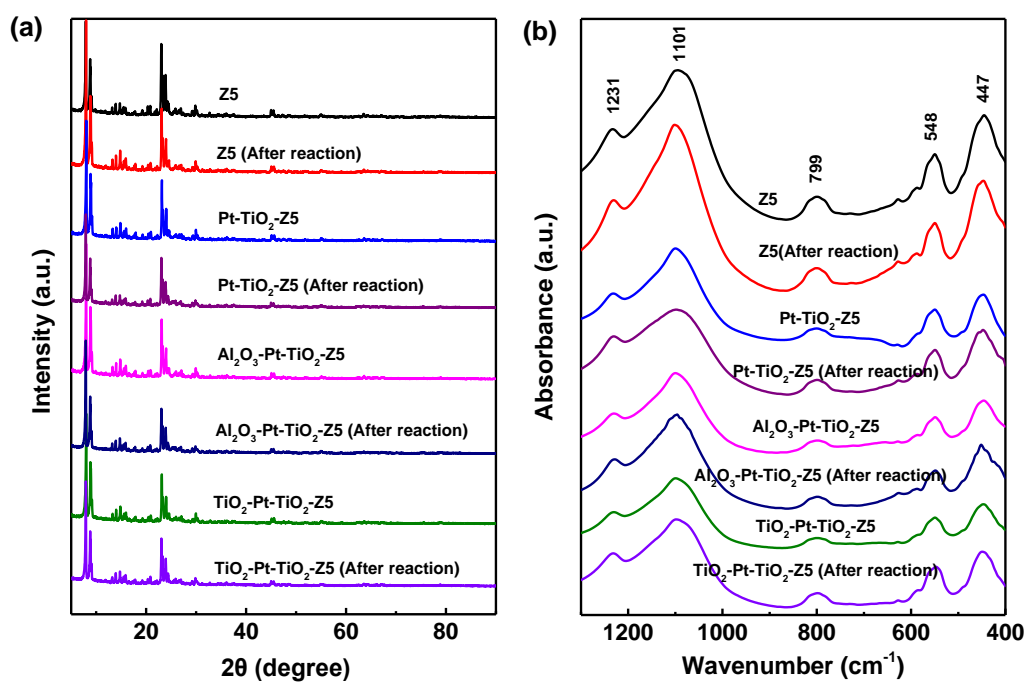 (a)
Z5
Z5 (After reaction)
Pt-TiO₂-Z5
Pt-TiO₂-Z5 (After reaction)
Al₂O₃-Pt-TiO₂-Z5
Al₂O₃-Pt-TiO₂-Z5 (After reaction)
TiO₂-Pt-TiO₂-Z5
TiO₂-Pt-TiO₂-Z5 (After reaction)
Intensity (a.u.)
20 40 60 80
2θ (degree)
(b)
1231
1101
799
548
447
Z5
Z5(After reaction)
Pt-TiO₂-Z5
Pt-TiO₂-Z5 (After reaction)
Al₂O₃-Pt-TiO₂-Z5
Al₂O₃-Pt-TiO₂-Z5 (After reaction)
TiO₂-Pt-TiO₂-Z5
TiO₂-Pt-TiO₂-Z5 (After reaction)
Absorbance (a.u.)
1200 1000 800 600 400
Wavenumber (cm⁻¹)